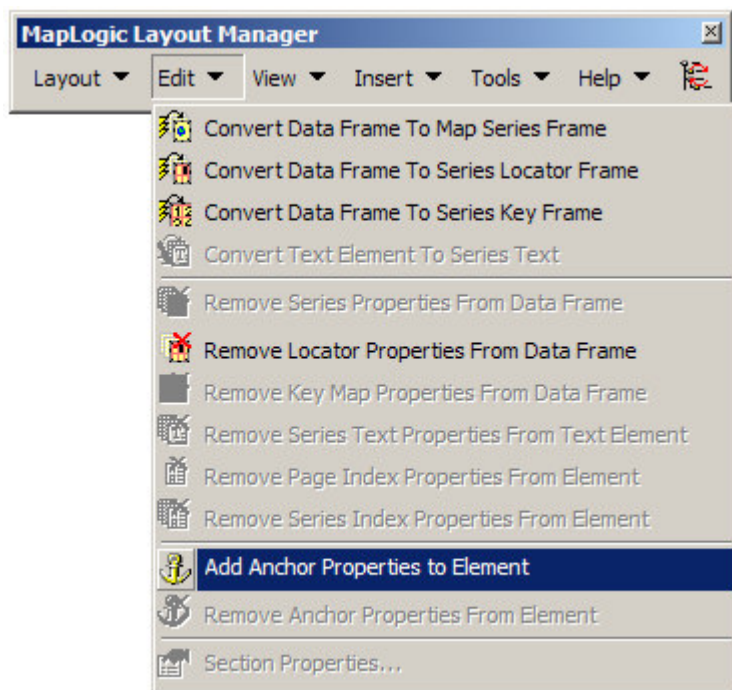 MapLogic Layout Manager
Layout Edit View Insert Tools Help
Convert Data Frame To Map Series Frame
Convert Data Frame To Series Locator Frame
Convert Data Frame To Series Key Frame
Convert Text Element To Series Text
Remove Series Properties From Data Frame
Remove Locator Properties From Data Frame
Remove Key Map Properties From Data Frame
Remove Series Text Properties From Text Element
Remove Page Index Properties From Element
Remove Series Index Properties From Element
Add Anchor Properties to Element
Remove Anchor Properties From Element
Section Properties...